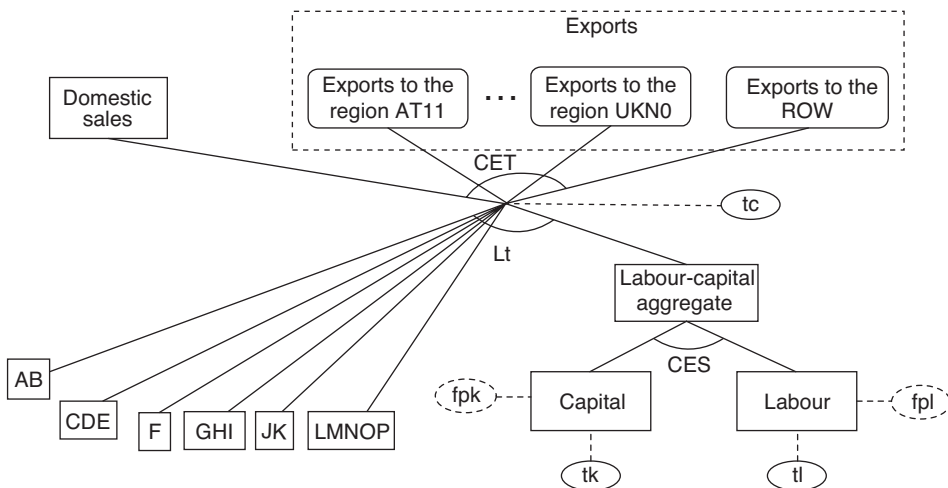 Exports
Domestic
sales
Exports to the
region AT11
...
Exports to the
region UKN0
Exports to the
ROW
CET
tc
Lt
Labour-capital
aggregate
CES
AB
CDE
F
GHI
JK
LMNOP
fpk
Capital
Labour
fpl
tk
tl